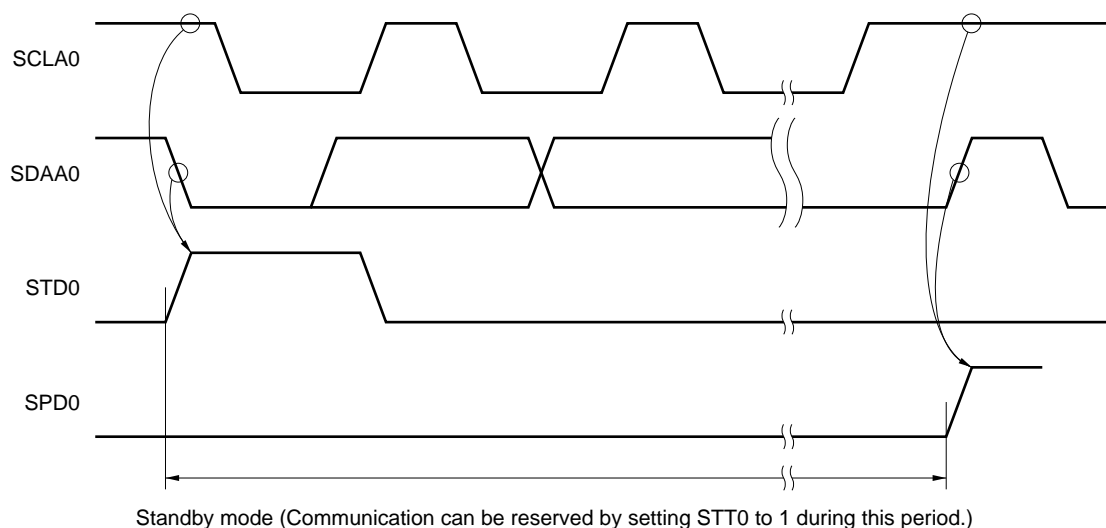 SCLA0
SDAA0
STD0
SPD0
Standby mode (Communication can be reserved by setting STT0 to 1 during this period.)